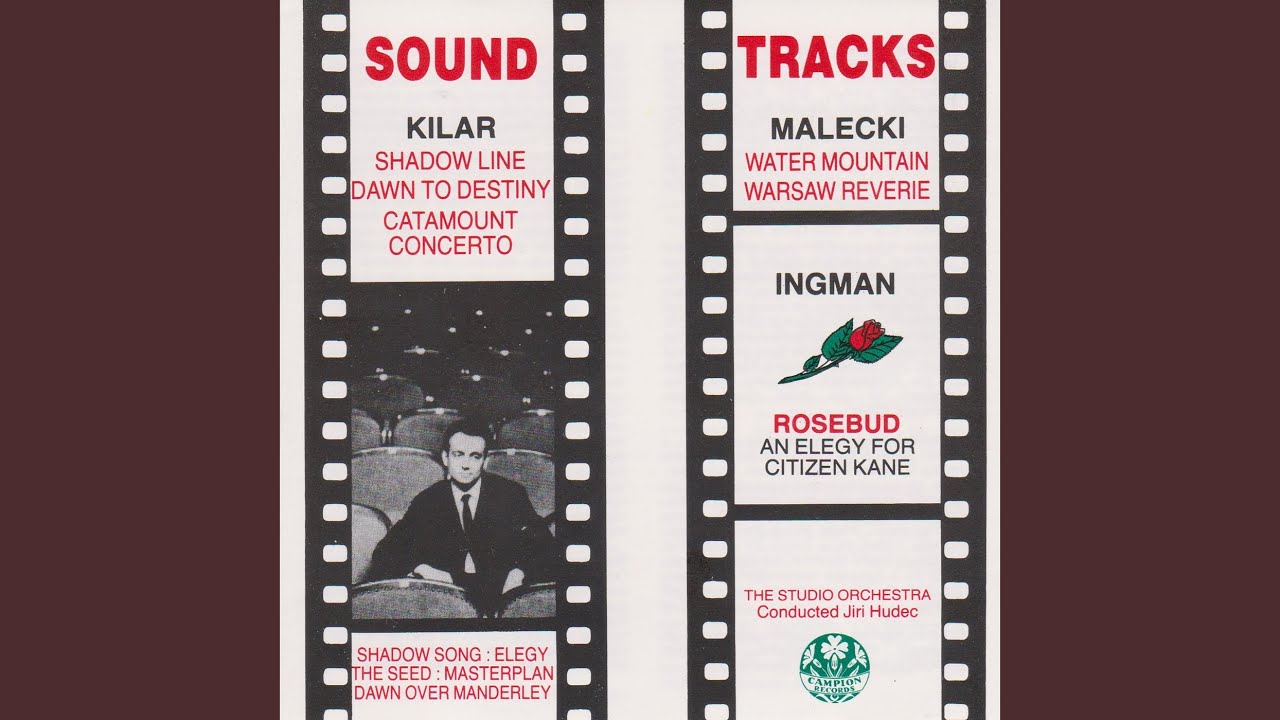 SOUND
KILAR
SHADOW LINE
DAWN TO DESTINY
CATAMOUNT
CONCERTO
SHADOW SONG : ELEGY
THE SEED : MASTERPLAN
DAWN OVER MANDERLEY
TRACKS
MALECKI
WATER MOUNTAIN
WARSAW REVERIE
INGMAN
ROSEBUD
AN ELEGY FOR
CITIZEN KANE
THE STUDIO ORCHESTRA
Conducted Jiri Hudec
CAMPION
RECORDS